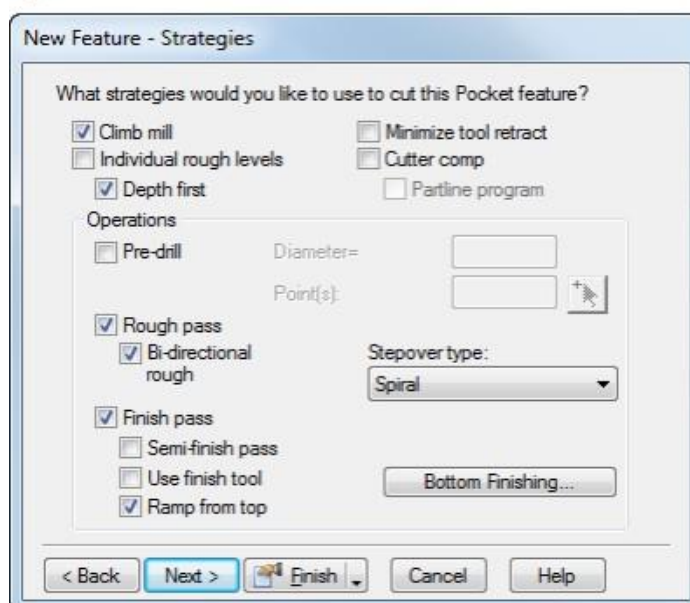 New Feature - Strategies
What strategies would you like to use to cut this Pocket feature?
Climb mill
Minimize tool retract
Individual rough levels
Cutter comp
Depth first
Partline program
Operations
Pre-drill
Diameter=
Point(s):
Rough pass
Bi-directional
rough
Stepover type:
Spiral
Finish pass
Semi-finish pass
Use finish tool
Bottom Finishing...
Ramp from top
< Back
Next >
Finish
Cancel
Help